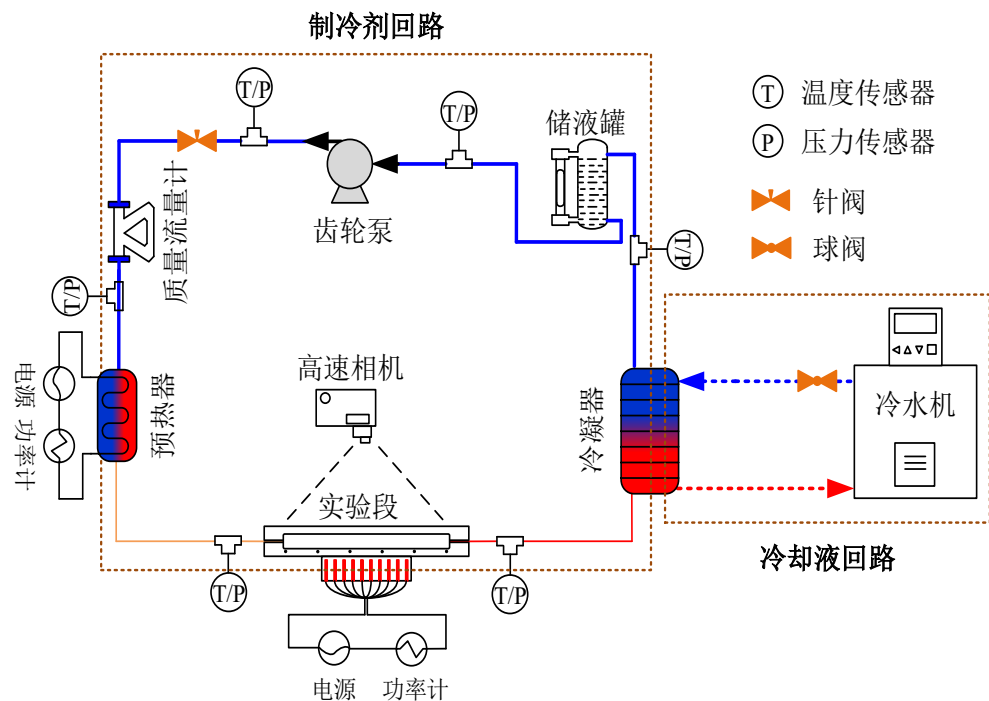 制冷剂回路
T/P
T/P
储液罐
T 温度传感器
P 压力传感器
针阀
球阀
齿轮泵
质量流量计
T/P
T/P
电源
功率计
预热器
高速相机
冷凝器
冷水机
实验段
冷却液回路
T/P
T/P
电源
功率计